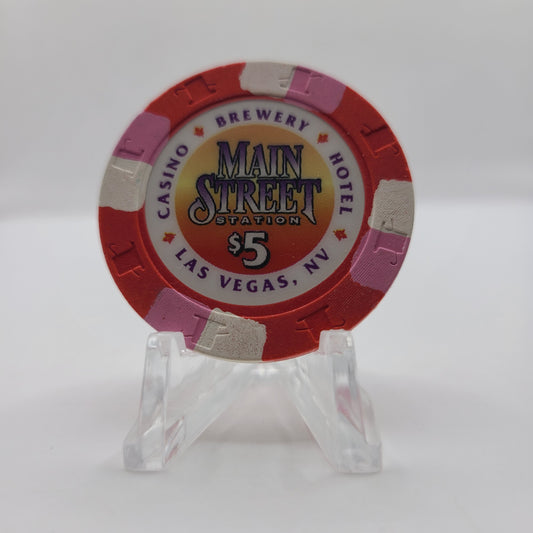 CASINO ♦ BREWERY ♦ HOTEL
MAIN
STREET
STATION
$5
LAS VEGAS, NV